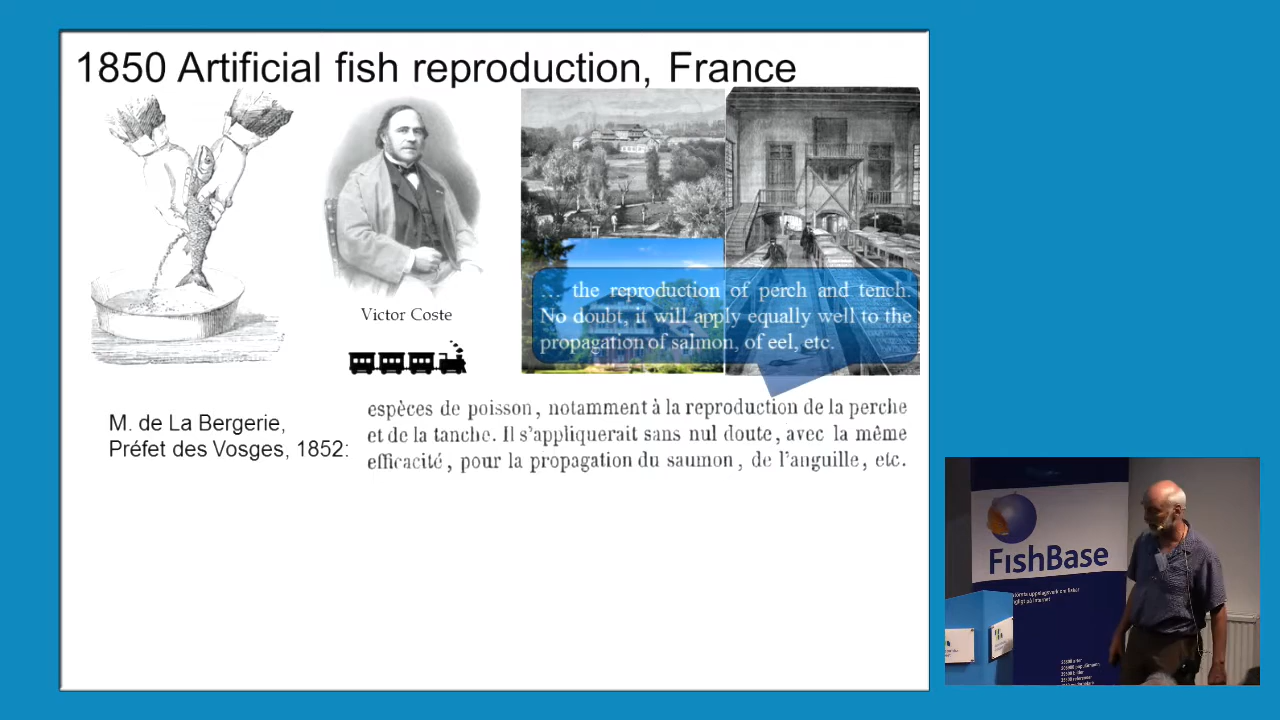 1850 Artificial fish reproduction, France
Victor Coste
… the reproduction of perch and tench.
No doubt, it will apply equally well to the
propagation of salmon, of eel, etc.
M. de La Bergerie,
Préfet des Vosges, 1852:
espèces de poisson, notamment à la reproduction de la perche
et de la tanche. Il s'appliquerait sans nul doute, avec la même
efficacité, pour la propagation du saumon, de l'anguille, etc.
FishBase